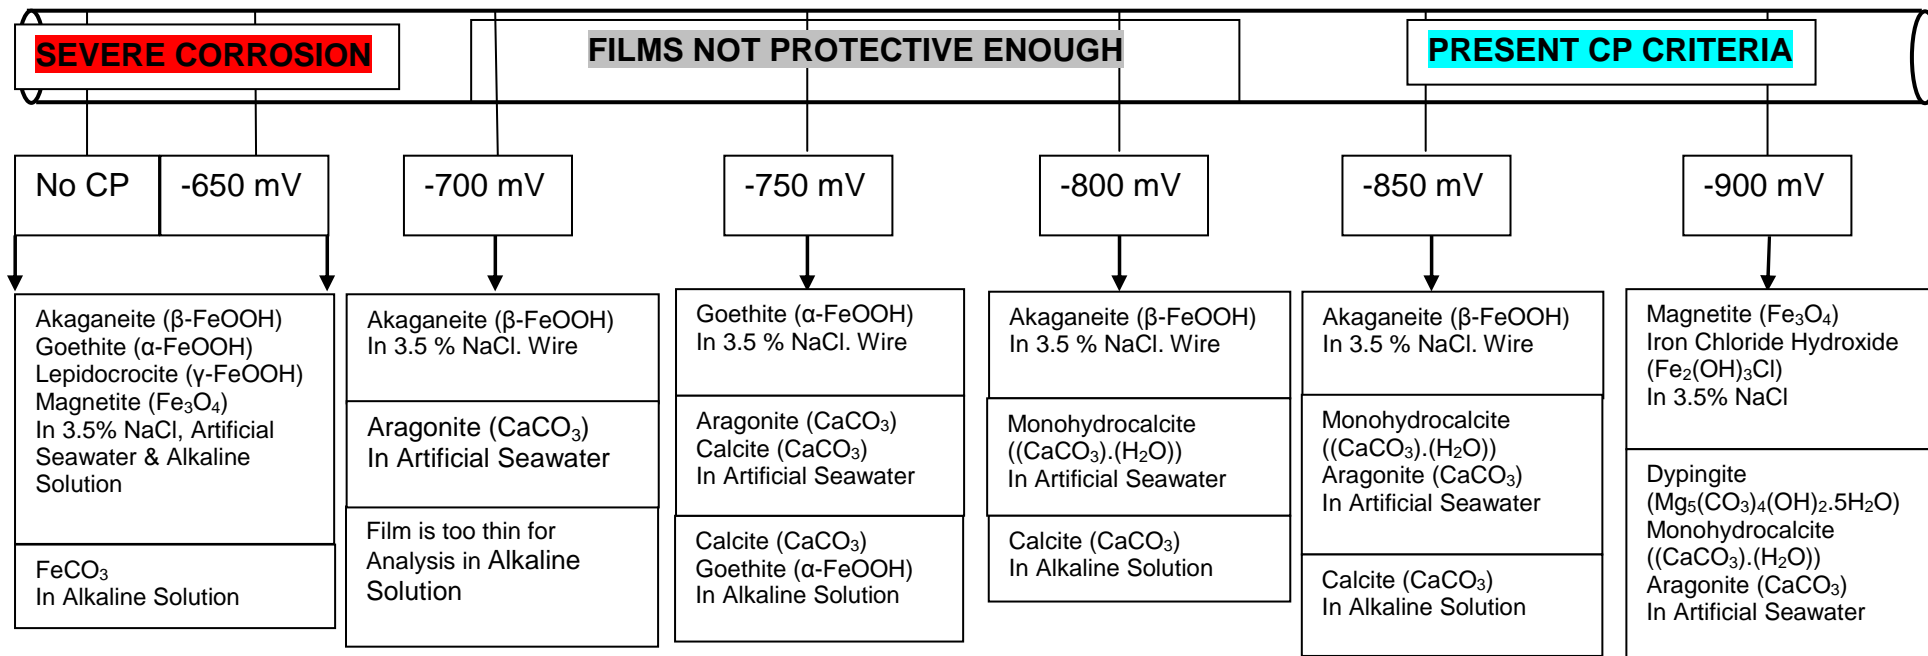 SEVERE CORROSION
FILMS NOT PROTECTIVE ENOUGH
PRESENT CP CRITERIA
No CP
-650 mV
-700 mV
-750 mV
-800 mV
-850 mV
-900 mV
Akaganeite (β-FeOOH)
Goethite (α-FeOOH)
Lepidocrocite (γ-FeOOH)
Magnetite (Fe₃O₄)
In 3.5% NaCl, Artificial
Seawater & Alkaline
Solution
FeCO₃
In Alkaline Solution
Akaganeite (β-FeOOH)
In 3.5 % NaCl. Wire
Aragonite (CaCO₃)
In Artificial Seawater
Film is too thin for
Analysis in Alkaline
Solution
Goethite (α-FeOOH)
In 3.5 % NaCl. Wire
Aragonite (CaCO₃)
Calcite (CaCO₃)
In Artificial Seawater
Calcite (CaCO₃)
Goethite (α-FeOOH)
In Alkaline Solution
Akaganeite (β-FeOOH)
In 3.5 % NaCl. Wire
Monohydrocalcite
((CaCO₃).(H₂O))
In Artificial Seawater
Calcite (CaCO₃)
In Alkaline Solution
Akaganeite (β-FeOOH)
In 3.5 % NaCl. Wire
Monohydrocalcite
((CaCO₃).(H₂O))
Aragonite (CaCO₃)
In Artificial Seawater
Calcite (CaCO₃)
In Alkaline Solution
Magnetite (Fe₃O₄)
Iron Chloride Hydroxide
(Fe₂(OH)₃Cl)
In 3.5% NaCl
Dypingite
(Mg₅(CO₃)₄(OH)₂.5H₂O)
Monohydrocalcite
((CaCO₃).(H₂O))
Aragonite (CaCO₃)
In Artificial Seawater